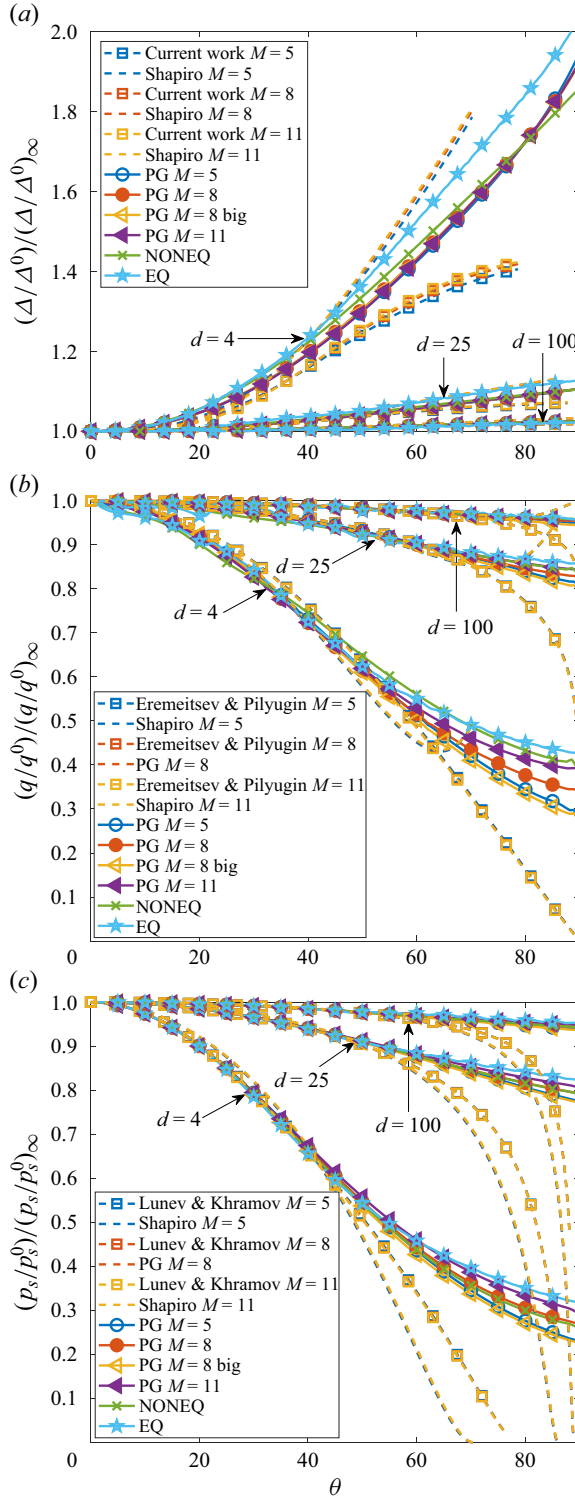 (a)
2.0
1.8
1.6
1.4
1.2
1.0
(Δ/Δ⁰)/(Δ/Δ⁰)∞
Current work M = 5
Shapiro M = 5
Current work M = 8
Shapiro M = 8
Current work M = 11
Shapiro M = 11
PG M = 5
PG M = 8
PG M = 8 big
PG M = 11
NONEQ
EQ
d = 4
d = 25
d = 100
0 20 40 60 80
(b)
1.0
0.9
0.8
0.7
0.6
0.5
0.4
0.3
0.2
0.1
(q/q⁰)/(q/q⁰)∞
d = 25
d = 4
d = 100
Eremeitsev & Pilyugin M = 5
Shapiro M = 5
Eremeitsev & Pilyugin M = 8
PG M = 8
Eremeitsev & Pilyugin M = 11
Shapiro M = 11
PG M = 5
PG M = 8
PG M = 8 big
PG M = 11
NONEQ
EQ
0 20 40 60 80
(c)
1.0
0.9
0.8
0.7
0.6
0.5
0.4
0.3
0.2
0.1
(pₛ/pₛ⁰)/(pₛ/pₛ⁰)∞
d = 25
d = 4
d = 100
Lunev & Khramov M = 5
Shapiro M = 5
Lunev & Khramov M = 8
PG M = 8
Lunev & Khramov M = 11
Shapiro M = 11
PG M = 5
PG M = 8
PG M = 8 big
PG M = 11
NONEQ
EQ
0 20 40 60 80
θ